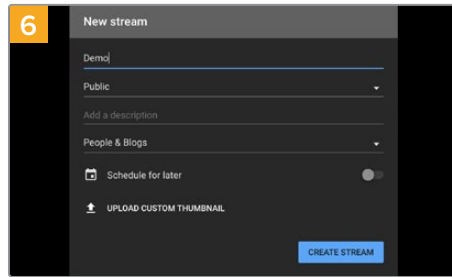 6
New stream
Demo
Public
Add a description
People & Blogs
Schedule for later
UPLOAD CUSTOM THUMBNAIL
CREATE STREAM